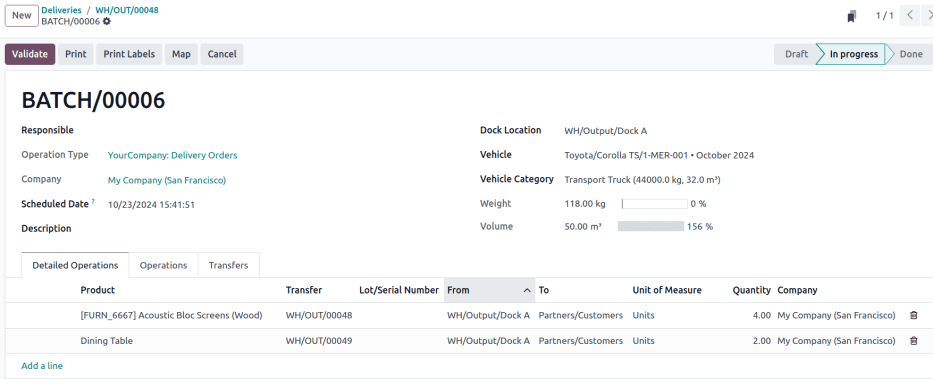 New
Deliveries / WH/OUT/00048
BATCH/00006
1 / 1
Validate Print Print Labels Map Cancel
Draft In progress Done
BATCH/00006
Responsible
Operation Type YourCompany: Delivery Orders
Company My Company (San Francisco)
Scheduled Date ? 10/23/2024 15:41:51
Description
Dock Location WH/Output/Dock A
Vehicle Toyota/Corolla TS/1-MER-001 • October 2024
Vehicle Category Transport Truck (44000.0 kg, 32.0 m³)
Weight 118.00 kg 0 %
Volume 50.00 m³ 156 %
Detailed Operations Operations Transfers
Product Transfer Lot/Serial Number From To Unit of Measure Quantity Company
[FURN_6667] Acoustic Bloc Screens (Wood) WH/OUT/00048 WH/Output/Dock A Partners/Customers Units 4.00 My Company (San Francisco)
Dining Table WH/OUT/00049 WH/Output/Dock A Partners/Customers Units 2.00 My Company (San Francisco)
Add a line